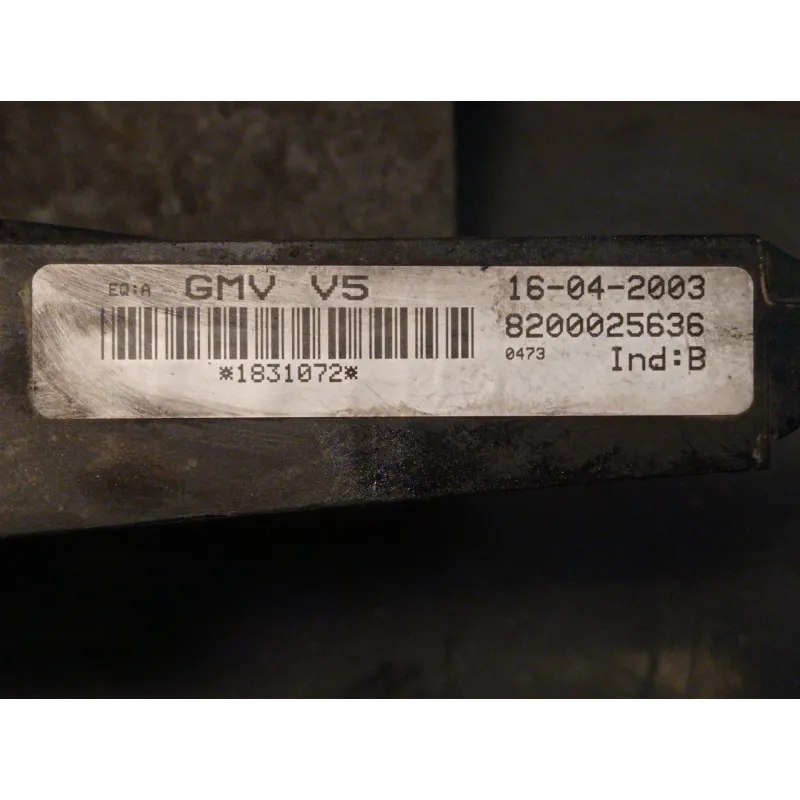 EQ:A GMV V5 16-04-2003
8200025636
*1831072* 0473 Ind:B